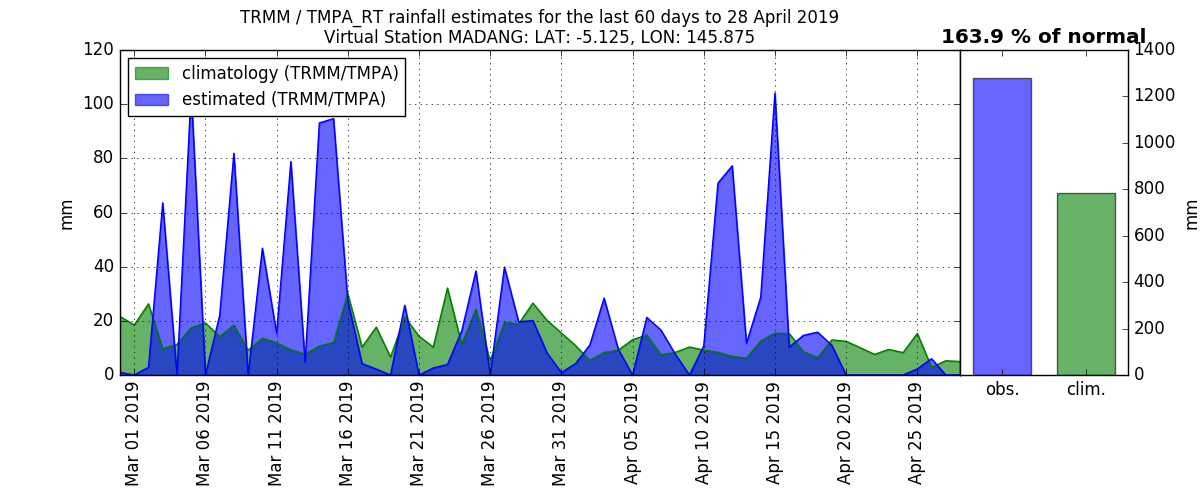 TRMM / TMPA_RT rainfall estimates for the last 60 days to 28 April 2019
Virtual Station MADANG: LAT: -5.125, LON: 145.875
163.9 % of normal
climatology (TRMM/TMPA)
estimated (TRMM/TMPA)
120
100
80
60
40
20
0
mm
1400
1200
1000
800
600
400
200
0
mm
Mar 01 2019
Mar 06 2019
Mar 11 2019
Mar 16 2019
Mar 21 2019
Mar 26 2019
Mar 31 2019
Apr 05 2019
Apr 10 2019
Apr 15 2019
Apr 20 2019
Apr 25 2019
obs.
clim.